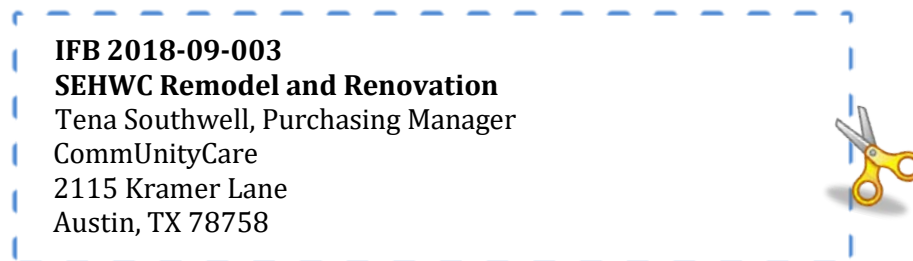 IFB 2018-09-003
SEHWC Remodel and Renovation
Tena Southwell, Purchasing Manager
CommUnityCare
2115 Kramer Lane
Austin, TX 78758